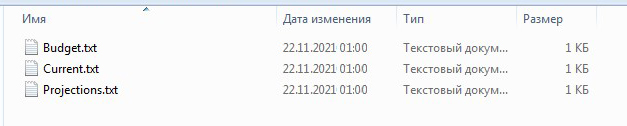 Имя Дата изменения Тип Размер
Budget.txt 22.11.2021 01:00 Текстовый докум... 1 КБ
Current.txt 22.11.2021 01:00 Текстовый докум... 1 КБ
Projections.txt 22.11.2021 01:00 Текстовый докум... 1 КБ